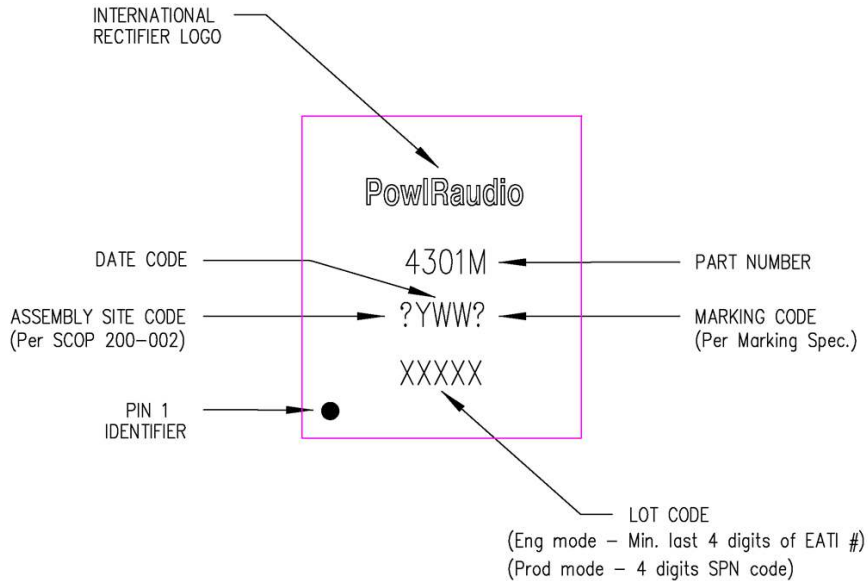 INTERNATIONAL
RECTIFIER LOGO
PowIRaudio
DATE CODE
4301M
PART NUMBER
ASSEMBLY SITE CODE
(Per SCOP 200-002)
?YWW?
MARKING CODE
(Per Marking Spec.)
XXXXX
PIN 1
IDENTIFIER
LOT CODE
(Eng mode – Min. last 4 digits of EATI #)
(Prod mode – 4 digits SPN code)